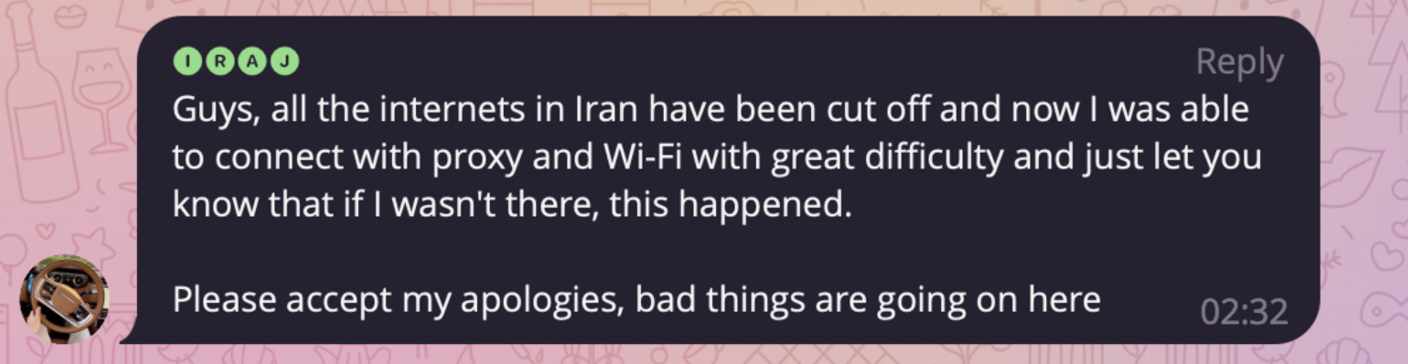 IRAJ
Reply
Guys, all the internets in Iran have been cut off and now I was able
to connect with proxy and Wi-Fi with great difficulty and just let you
know that if I wasn't there, this happened.
Please accept my apologies, bad things are going on here
02:32